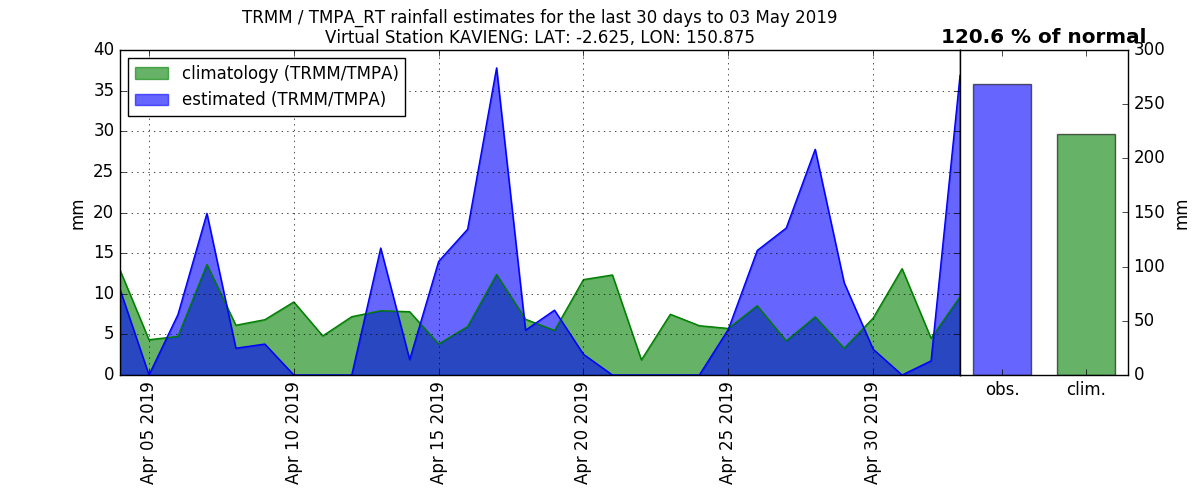 TRMM / TMPA_RT rainfall estimates for the last 30 days to 03 May 2019
Virtual Station KAVIENG: LAT: -2.625, LON: 150.875
120.6 % of normal
climatology (TRMM/TMPA)
estimated (TRMM/TMPA)
40
35
30
25
20
15
10
5
0
mm
Apr 05 2019
Apr 10 2019
Apr 15 2019
Apr 20 2019
Apr 25 2019
Apr 30 2019
300
250
200
150
100
50
0
mm
obs.
clim.